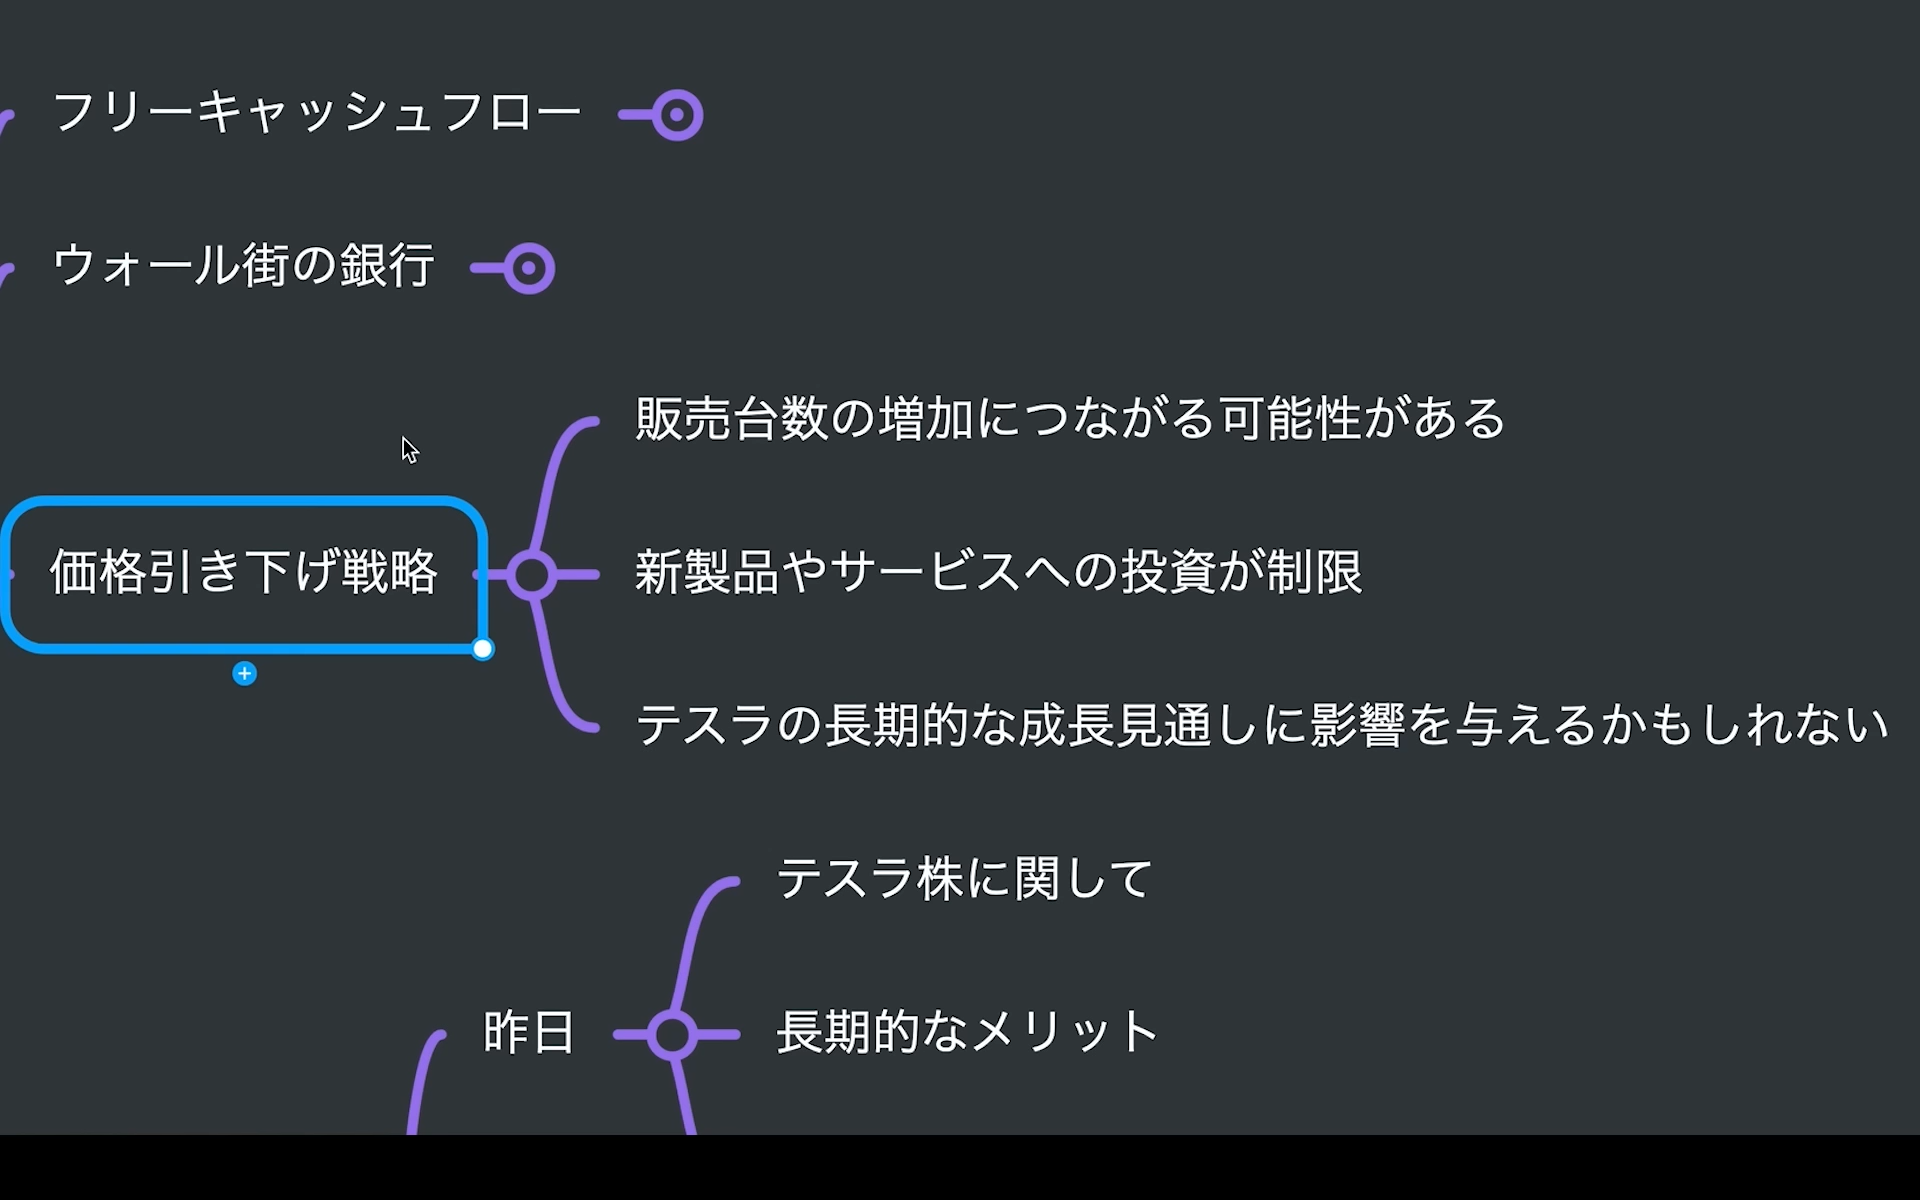 フリーキャッシュフロー
ウォール街の銀行
販売台数の増加につながる可能性がある
価格引き下げ戦略
新製品やサービスへの投資が制限
テスラの長期的な成長見通しに影響を与えるかもしれない
テスラ株に関して
昨日
長期的なメリット